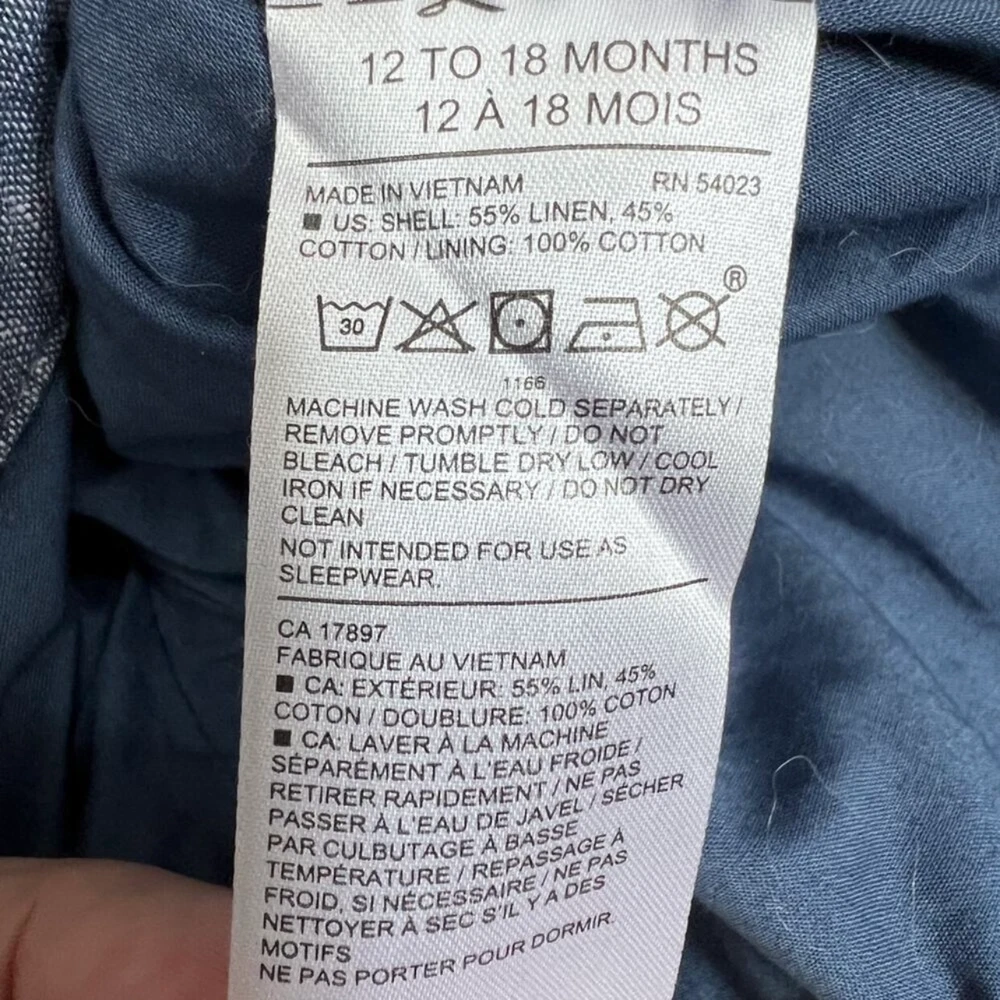 12 TO 18 MONTHS
12 À 18 MOIS
MADE IN VIETNAM RN 54023
■ US: SHELL: 55% LINEN, 45%
COTTON / LINING: 100% COTTON
30 ®
1166
MACHINE WASH COLD SEPARATELY /
REMOVE PROMPTLY / DO NOT
BLEACH / TUMBLE DRY LOW / COOL
IRON IF NECESSARY / DO NOT DRY
CLEAN
NOT INTENDED FOR USE AS
SLEEPWEAR.
CA 17897
FABRIQUE AU VIETNAM
■ CA: EXTÉRIEUR: 55% LIN, 45%
COTON / DOUBLURE: 100% COTON
■ CA: LAVER À LA MACHINE
SÉPARÉMENT À L'EAU FROIDE /
RETIRER RAPIDEMENT / NE PAS
PASSER À L'EAU DE JAVEL / SÉCHER
PAR CULBUTAGE À BASSE
TEMPÉRATURE / REPASSAGE À
FROID, SI NÉCESSAIRE / NE PAS
NETTOYER À SEC S'IL Y A DES
MOTIFS
NE PAS PORTER POUR DORMIR.